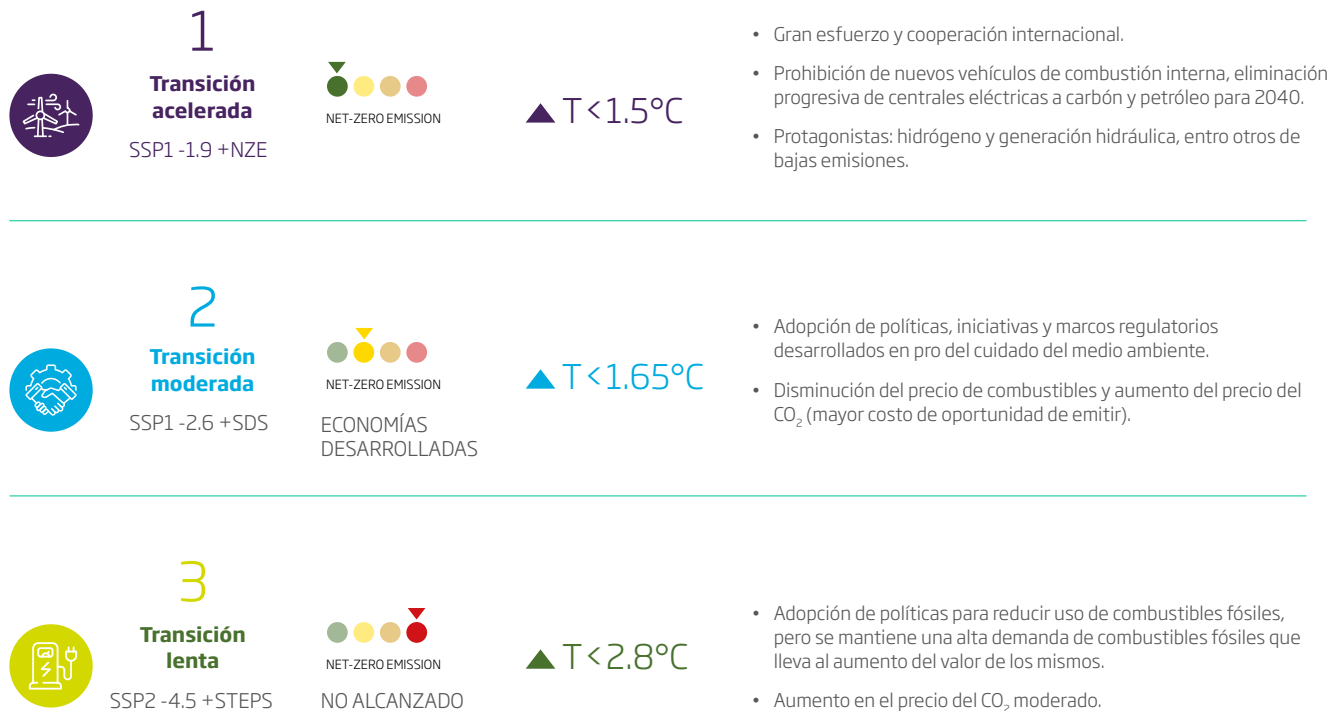 1
Transición
acelerada
SSP1 -1.9 +NZE
NET-ZERO EMISSION
▲ T<1.5°C
• Gran esfuerzo y cooperación internacional.
• Prohibición de nuevos vehículos de combustión interna, eliminación
progresiva de centrales eléctricas a carbón y petróleo para 2040.
• Protagonistas: hidrógeno y generación hidráulica, entro otros de
bajas emisiones.
2
Transición
moderada
SSP1 -2.6 +SDS
NET-ZERO EMISSION
ECONOMÍAS
DESARROLLADAS
▲ T<1.65°C
• Adopción de políticas, iniciativas y marcos regulatorios
desarrollados en pro del cuidado del medio ambiente.
• Disminución del precio de combustibles y aumento del precio del
CO₂ (mayor costo de oportunidad de emitir).
3
Transición
lenta
SSP2 -4.5 +STEPS
NET-ZERO EMISSION
NO ALCANZADO
▲ T<2.8°C
• Adopción de políticas para reducir uso de combustibles fósiles,
pero se mantiene una alta demanda de combustibles fósiles que
lleva al aumento del valor de los mismos.
• Aumento en el precio del CO₂ moderado.